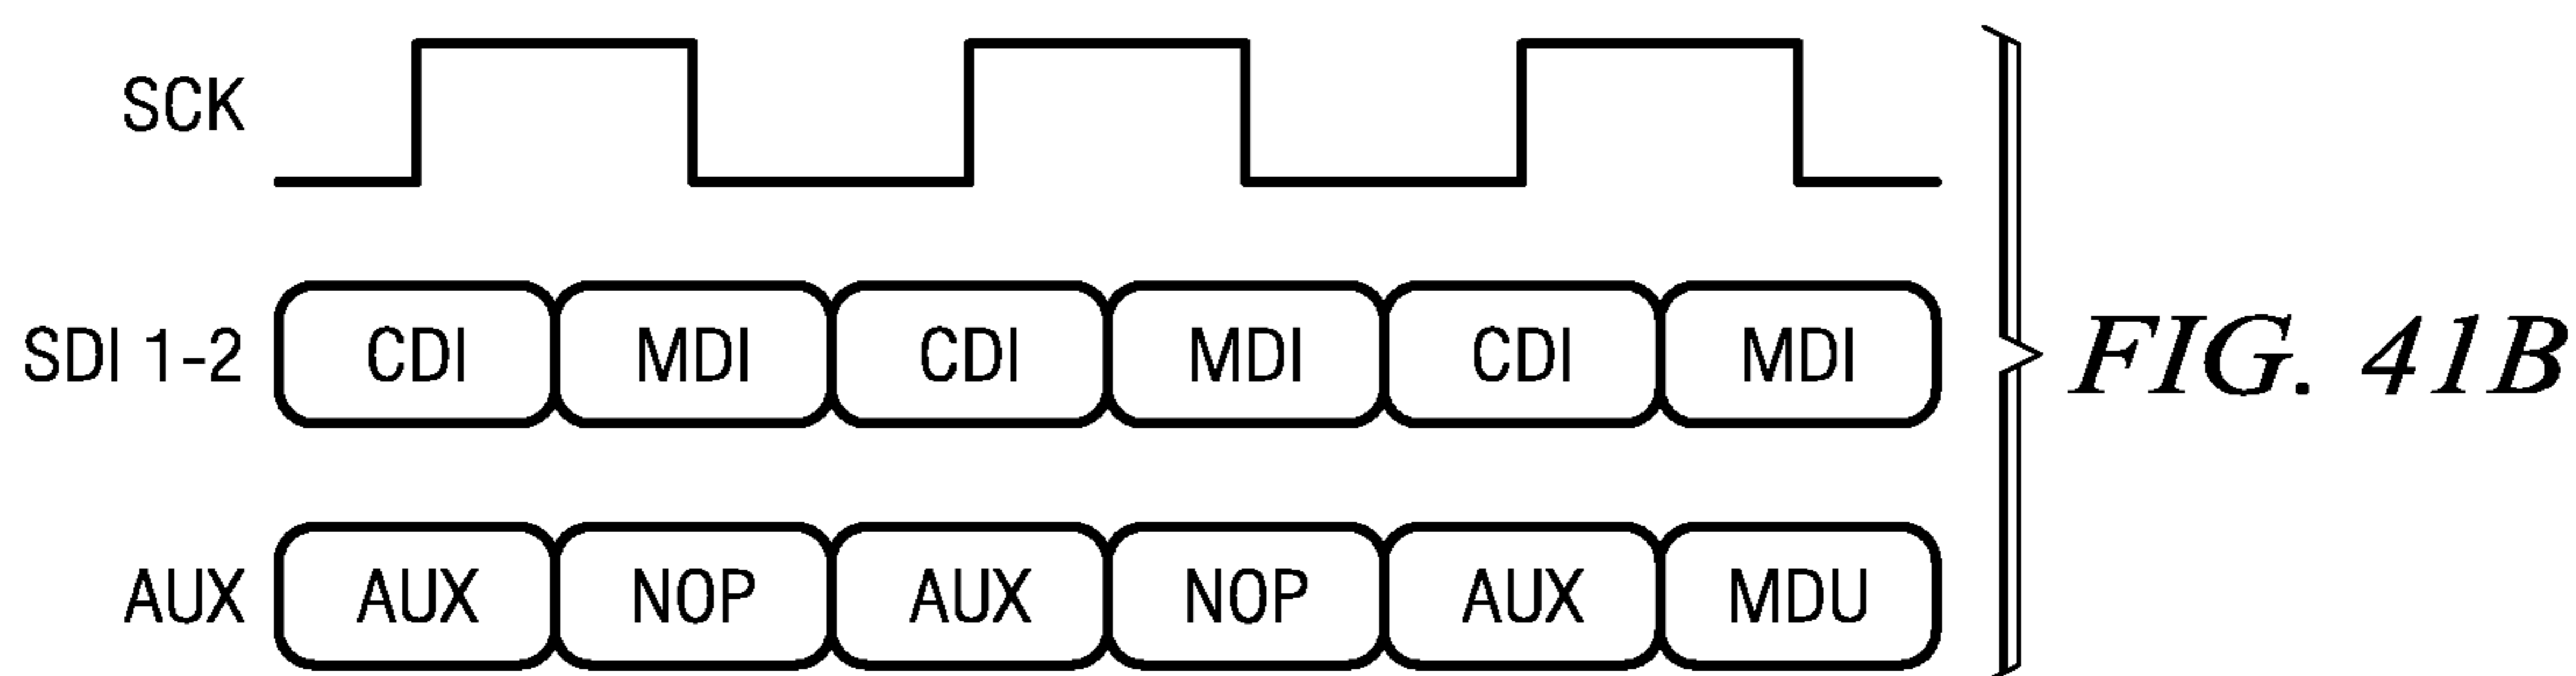 SCK
SDI 1-2 CDI MDI CDI MDI CDI MDI
AUX AUX NOP AUX NOP AUX MDU
FIG. 41B